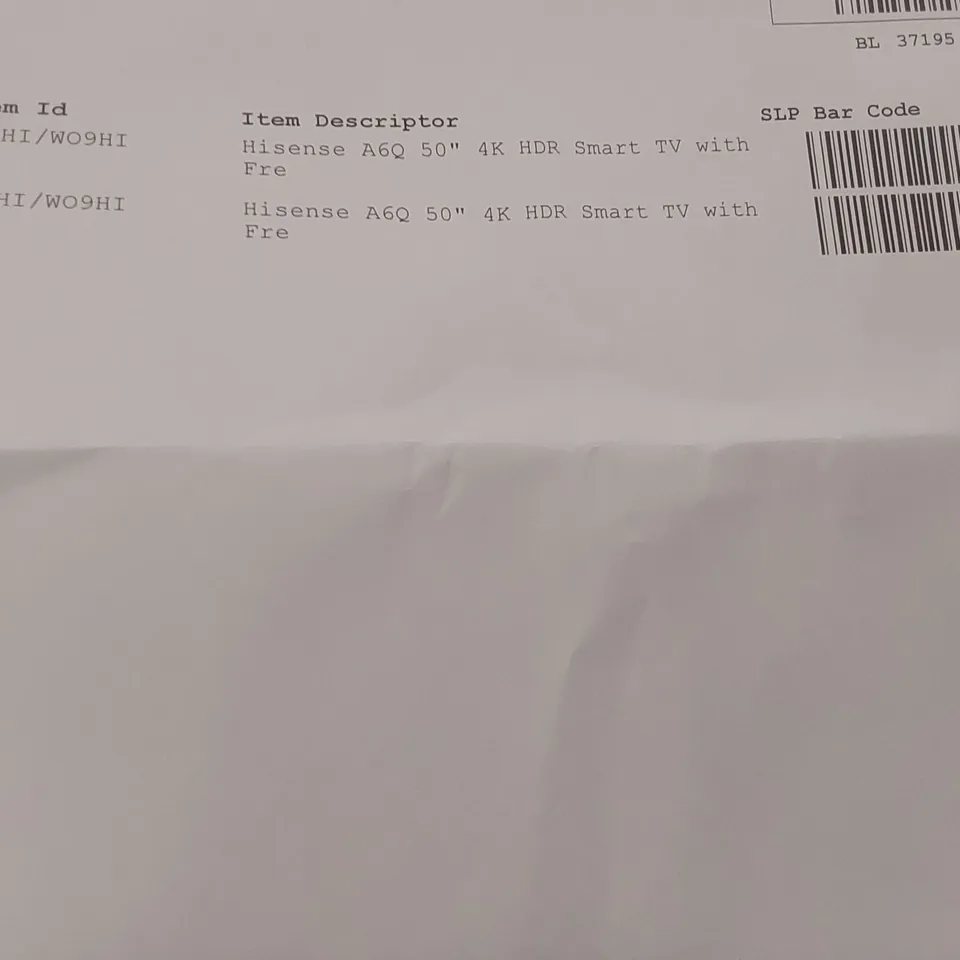 BL 37195
em Id Item Descriptor SLP Bar Code
HI/WO9HI Hisense A6Q 50" 4K HDR Smart TV with
Fre
HI/WO9HI Hisense A6Q 50" 4K HDR Smart TV with
Fre